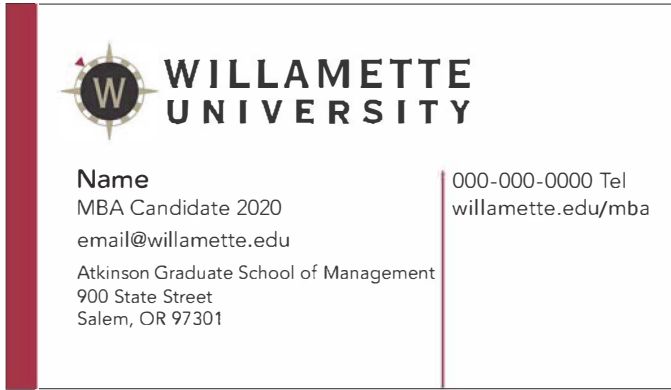 W
WILLAMETTE
UNIVERSITY
Name
MBA Candidate 2020
email@willamette.edu
Atkinson Graduate School of Management
900 State Street
Salem, OR 97301
000-000-0000 Tel
willamette.edu/mba